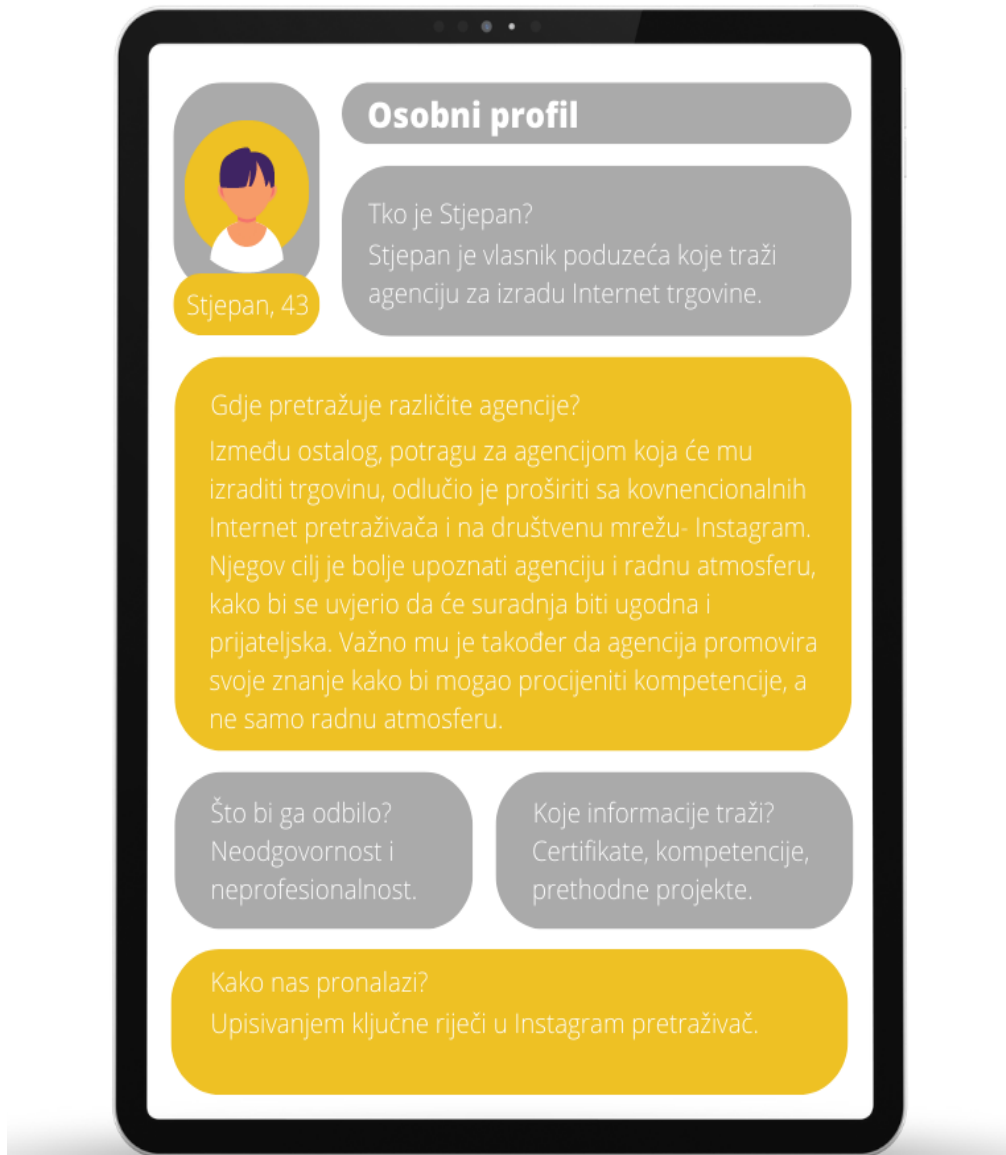 Osobni profil
Stjepan, 43
Tko je Stjepan?
Stjepan je vlasnik poduzeća koje traži
agenciju za izradu Internet trgovine.
Gdje pretražuje različite agencije?
Između ostalog, potragu za agencijom koja će mu
izraditi trgovinu, odlučio je proširiti sa kovnencionalnih
Internet pretraživača i na društvenu mrežu- Instagram.
Njegov cilj je bolje upoznati agenciju i radnu atmosferu,
kako bi se uvjerio da će suradnja biti ugodna i
prijateljska. Važno mu je također da agencija promovira
svoje znanje kako bi mogao procijeniti kompetencije, a
ne samo radnu atmosferu.
Što bi ga odbilo?
Neodgovornost i
neprofesionalnost.
Koje informacije traži?
Certifikate, kompetencije,
prethodne projekte.
Kako nas pronalazi?
Upisivanjem ključne riječi u Instagram pretraživač.